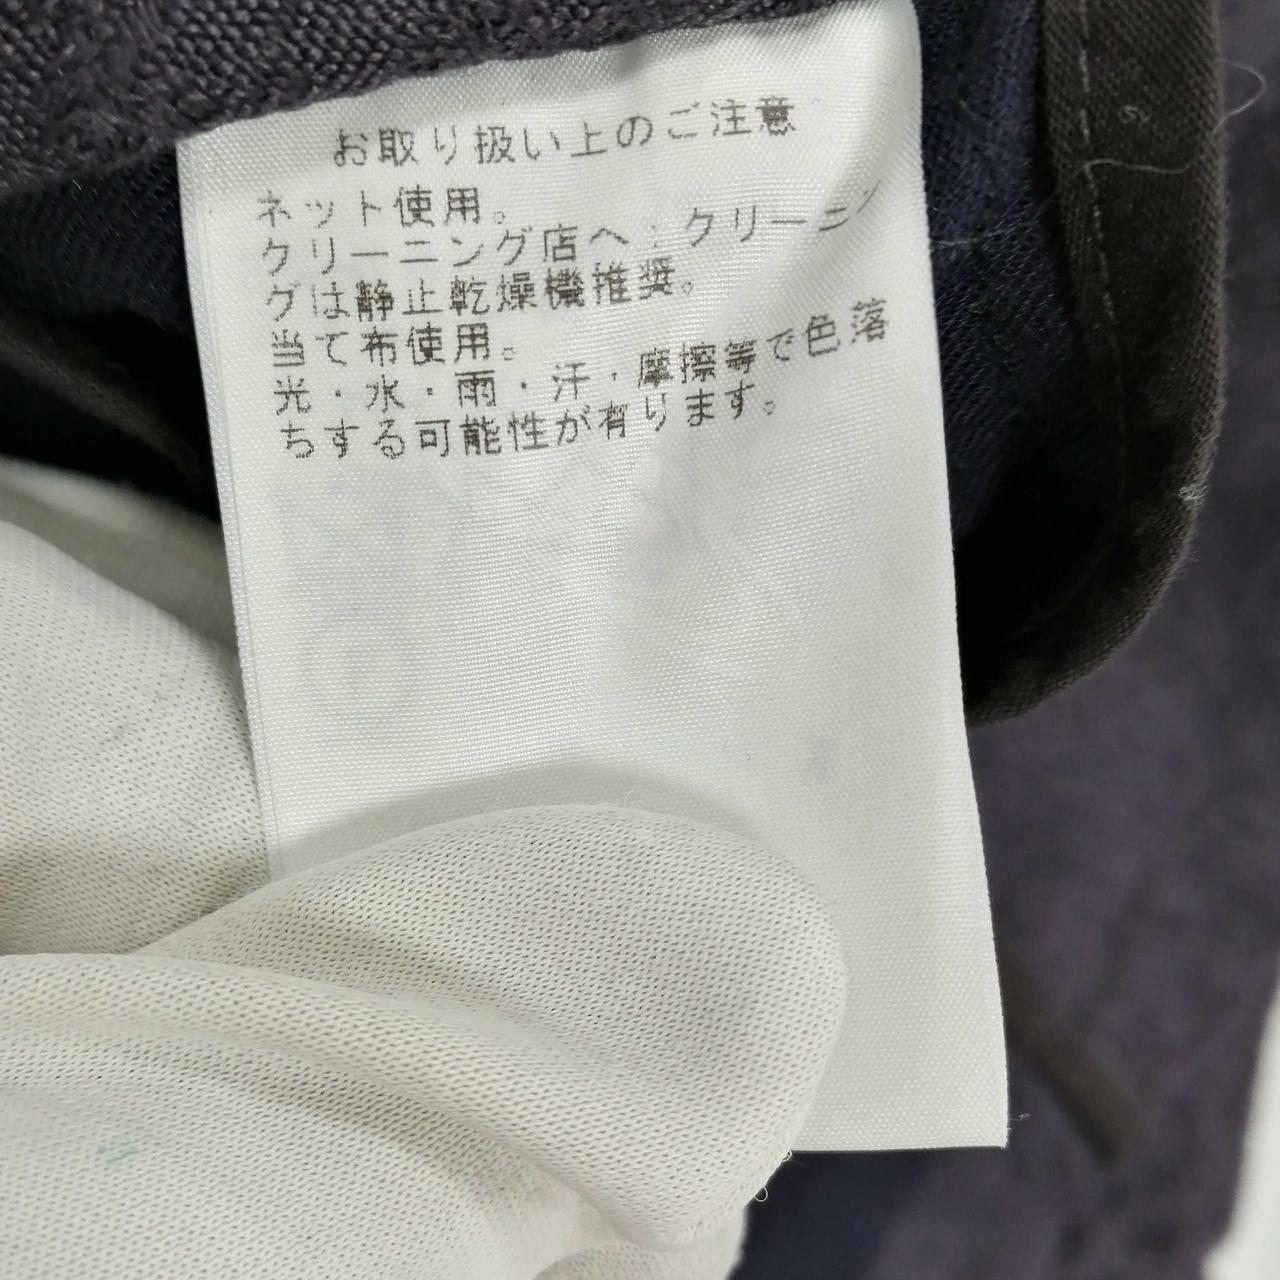 お取り扱い上のご注意
ネット使用。
クリーニング店へ：クリーニン
グは静止乾燥機推奨。
当て布使用。
光・水・雨・汗・摩擦等で色落
ちする可能性が有ります。